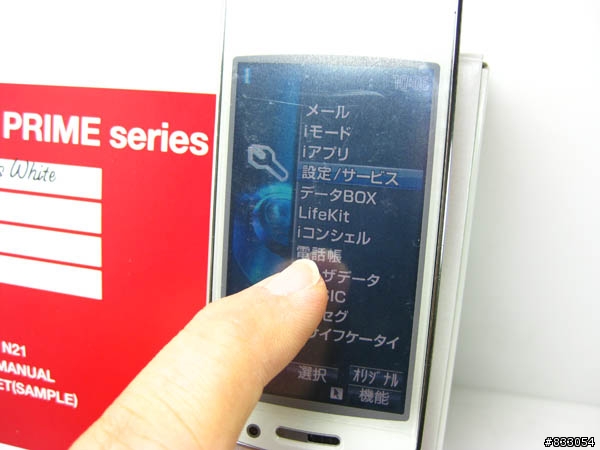 PRIME series
White
N21
MANUAL
ET(SAMPLE)
メール
iモード
iアプリ
設定/サービス
データBOX
LifeKit
iコンシェル
電話帳
ザデータ
IC
セグ
サイフケータイ
選択
オリジナル
機能
#833054